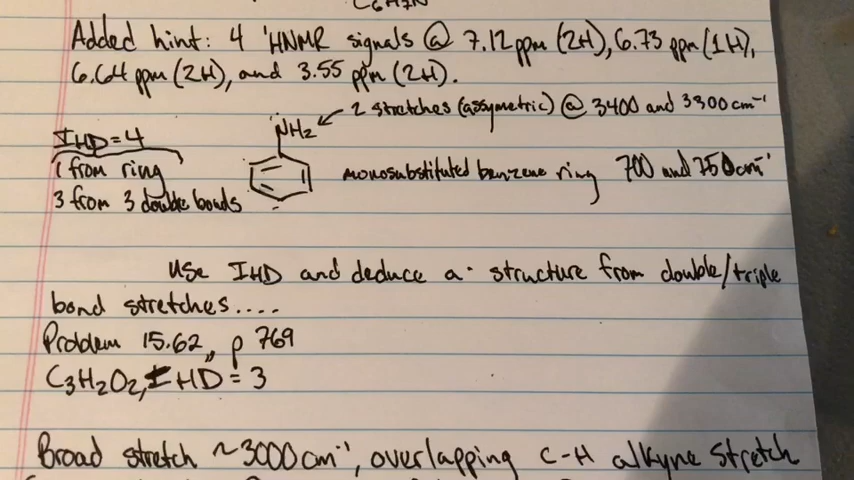 C6H7N
Added hint: 4 'HNMR signals @ 7.12 ppm (2H), 6.73 ppm (1H),
6.64 ppm (2H), and 3.55 ppm (2H).
NH2 2 stretches (assymetric) @ 3400 and 3300 cm-1
IHD = 4
1 from ring
monosubstituted benzene ring 700 and 750 cm-1
3 from 3 double bonds
Use IHD and deduce a structure from double/triple
bond stretches....
Problem 15.62, p 769
C3H2O2, IHD = 3
Broad stretch ~3000 cm-1, overlapping C-H alkyne stretch